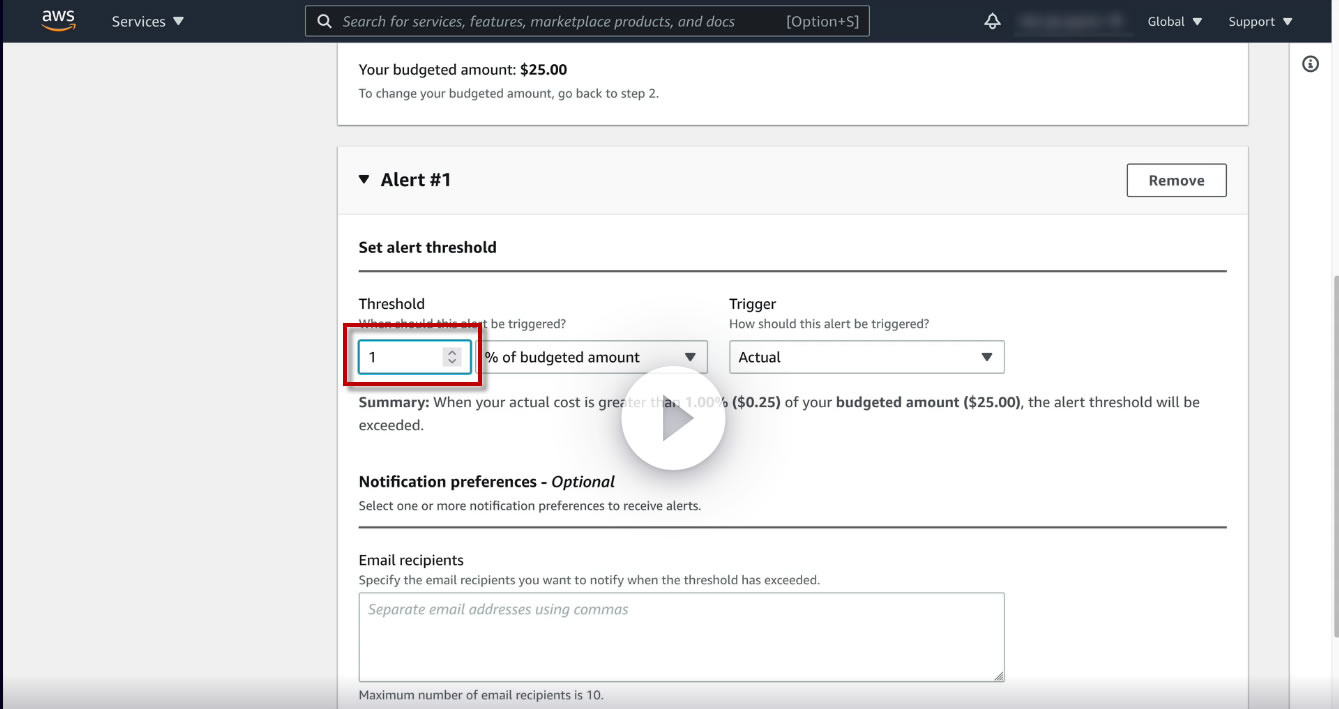 aws Services Search for services, features, marketplace products, and docs [Option+S] Global Support
Your budgeted amount: $25.00
To change your budgeted amount, go back to step 2.
Alert #1 Remove
Set alert threshold
Threshold Trigger
When should this alert be triggered? How should this alert be triggered?
1 % of budgeted amount Actual
Summary: When your actual cost is greater than 1.00% ($0.25) of your budgeted amount ($25.00), the alert threshold will be
exceeded.
Notification preferences - Optional
Select one or more notification preferences to receive alerts.
Email recipients
Specify the email recipients you want to notify when the threshold has exceeded.
Separate email addresses using commas
Maximum number of email recipients is 10.